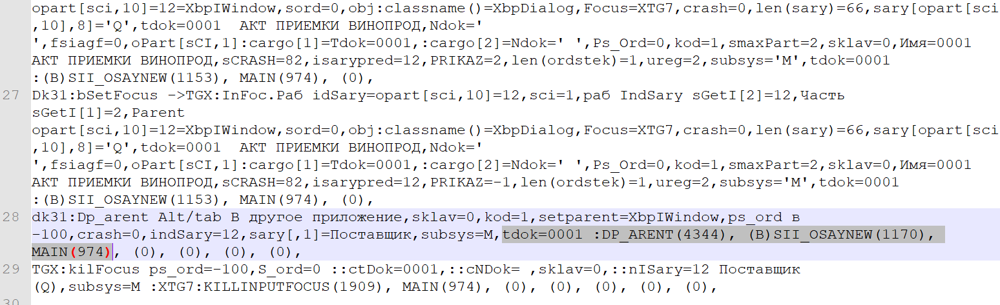 opart[sci,10]=12=XbpIWindow,sord=0,obj:classname()=XbpDialog,Focus=XTG7,crash=0,len(sary)=66,sary[opart[sci
,10],8]='Q',tdok=0001  АКТ ПРИЕМКИ ВИНОПРОД,Ndok='
',fsiagf=0,oPart[sCI,1]:cargo[1]=Tdok=0001,:cargo[2]=Ndok=' ',Ps_Ord=0,kod=1,smaxPart=2,sklav=0,Имя=0001
АКТ ПРИЕМКИ ВИНОПРОД,sCRASH=82,isarypred=12,PRIKAZ=2,len(ordstek)=1,ureg=2,subsys='M',tdok=0001
:(B)SII_OSAYNEW(1153), MAIN(974), (0),
27 Dk31:bSetFocus ->TGX:InFoc.Раб idSary=opart[sci,10]=12,sci=1,раб IndSary sGetI[2]=12,Часть
sGetI[1]=2,Parent
opart[sci,10]=12=XbpIWindow,sord=0,obj:classname()=XbpDialog,Focus=XTG7,crash=0,len(sary)=66,sary[opart[sci
,10],8]='Q',tdok=0001  АКТ ПРИЕМКИ ВИНОПРОД,Ndok='
',fsiagf=0,oPart[sCI,1]:cargo[1]=Tdok=0001,:cargo[2]=Ndok=' ',Ps_Ord=0,kod=1,smaxPart=2,sklav=0,Имя=0001
АКТ ПРИЕМКИ ВИНОПРОД,sCRASH=82,isarypred=12,PRIKAZ=-1,len(ordstek)=1,ureg=2,subsys='M',tdok=0001
:(B)SII_OSAYNEW(1153), MAIN(974), (0),
28 dk31:Dp_arent Alt/tab В другое приложение,sklav=0,kod=1,setparent=XbpIWindow,ps_ord в
-100,crash=0,indSary=12,sary[,1]=Поставщик,subsys=M,tdok=0001 :DP_ARENT(4344), (B)SII_OSAYNEW(1170),
MAIN(974), (0), (0), (0), (0),
29 TGX:kilFocus ps_ord=-100,S_ord=0 ::ctDok=0001,::cNDok= ,sklav=0,::nISary=12 Поставщик
(Q),subsys=M :XTG7:KILLINPUTFOCUS(1909), MAIN(974), (0), (0), (0), (0), (0),
30